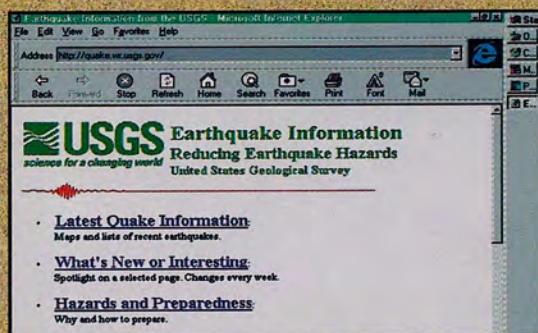 Earthquake Information from the USGS - Microsoft Internet Explorer
File Edit View Go Favorites Help
Address http://quake.wr.usgs.gov/
Back Forward Stop Refresh Home Search Favorites Print Font Mail
USGS
science for a changing world
Earthquake Information
Reducing Earthquake Hazards
United States Geological Survey
• Latest Quake Information:
Maps and lists of recent earthquakes.
• What's New or Interesting:
Spotlight on a selected page. Changes every week.
• Hazards and Preparedness:
Why and how to prepare.
Sta
O...
C...
M...
P...
E...